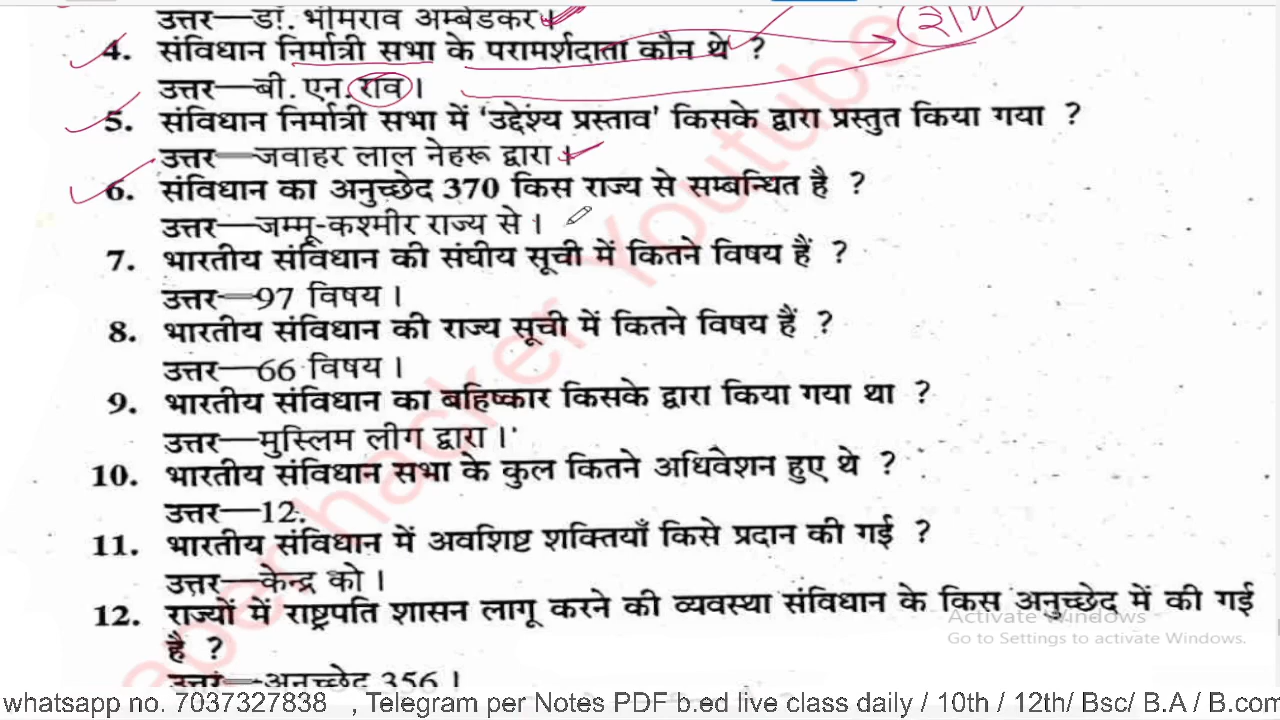 उत्तर—डॉ. भीमराव अम्बेडकर।
4. संविधान निर्मात्री सभा के परामर्शदाता कौन थे ?
उत्तर—बी. एन. राव ।
5. संविधान निर्मात्री सभा में ‘उद्देश्य प्रस्ताव’ किसके द्वारा प्रस्तुत किया गया ?
उत्तर—जवाहर लाल नेहरू द्वारा ।
6. संविधान का अनुच्छेद 370 किस राज्य से सम्बन्धित है ?
उत्तर—जम्मू-कश्मीर राज्य से ।
7. भारतीय संविधान की संघीय सूची में कितने विषय हैं ?
उत्तर—97 विषय ।
8. भारतीय संविधान की राज्य सूची में कितने विषय हैं ?
उत्तर—66 विषय ।
9. भारतीय संविधान का बहिष्कार किसके द्वारा किया गया था ?
उत्तर—मुस्लिम लीग द्वारा ।
10. भारतीय संविधान सभा के कुल कितने अधिवेशन हुए थे ?
उत्तर—12.
11. भारतीय संविधान में अवशिष्ट शक्तियाँ किसे प्रदान की गई ?
उत्तर—केन्द्र को ।
12. राज्यों में राष्ट्रपति शासन लागू करने की व्यवस्था संविधान के किस अनुच्छेद में की गई
है ?
उत्तर—अनुच्छेद 356 ।
paper hacker Youtube
Activate Windows
Go to Settings to activate Windows.
whatsapp no. 7037327838 , Telegram per Notes PDF b.ed live class daily / 10th / 12th/ Bsc/ B.A / B.com